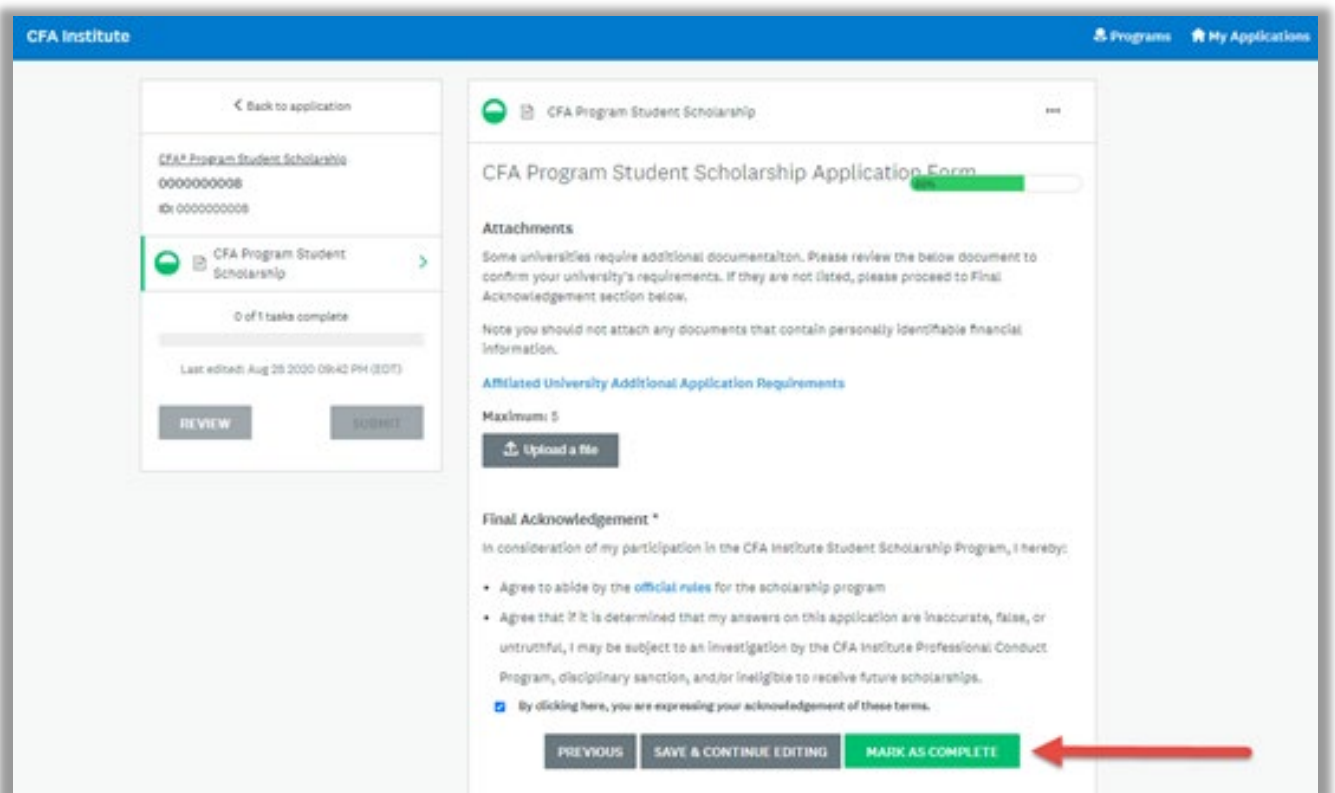 CFA Institute
Programs
My Applications
Back to application
CFA® Program Student Scholarship
0000000008
ID: 0000000008
CFA Program Student
Scholarship
0 of 1 tasks complete
Last edited: Aug 25 2020 09:42 PM (EDT)
REVIEW
SUBMIT
CFA Program Student Scholarship
...
CFA Program Student Scholarship Application Form
Attachments
Some universities require additional documentaiton. Please review the below document to
confirm your university's requirements. If they are not listed, please proceed to Final
Acknowledgement section below.
Note you should not attach any documents that contain personally identifiable financial
information.
Affiliated University Additional Application Requirements
Maximum: 5
Upload a file
Final Acknowledgement *
In consideration of my participation in the CFA Institute Student Scholarship Program, I hereby:
• Agree to abide by the official rules for the scholarship program
• Agree that if it is determined that my answers on this application are inaccurate, false, or
untruthful, I may be subject to an investigation by the CFA Institute Professional Conduct
Program, disciplinary sanction, and/or ineligible to receive future scholarships.
By clicking here, you are expressing your acknowledgement of these terms.
PREVIOUS
SAVE & CONTINUE EDITING
MARK AS COMPLETE